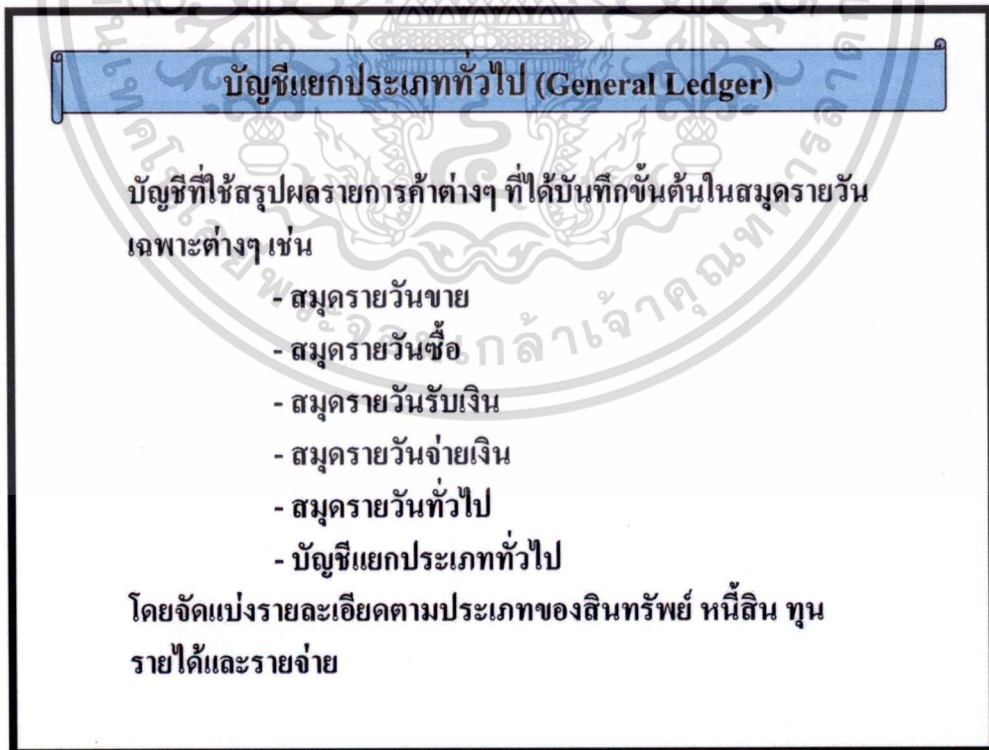 บัญชีแยกประเภททั่วไป (General Ledger)
บัญชีที่ใช้สรุปผลรายการค้าต่างๆ ที่ได้บันทึกขั้นต้นในสมุดรายวัน
เฉพาะต่างๆ เช่น
- สมุดรายวันขาย
- สมุดรายวันซื้อ
- สมุดรายวันรับเงิน
- สมุดรายวันจ่ายเงิน
- สมุดรายวันทั่วไป
- บัญชีแยกประเภททั่วไป
โดยจัดแบ่งรายละเอียดตามประเภทของสินทรัพย์ หนี้สิน ทุน
รายได้และรายจ่าย